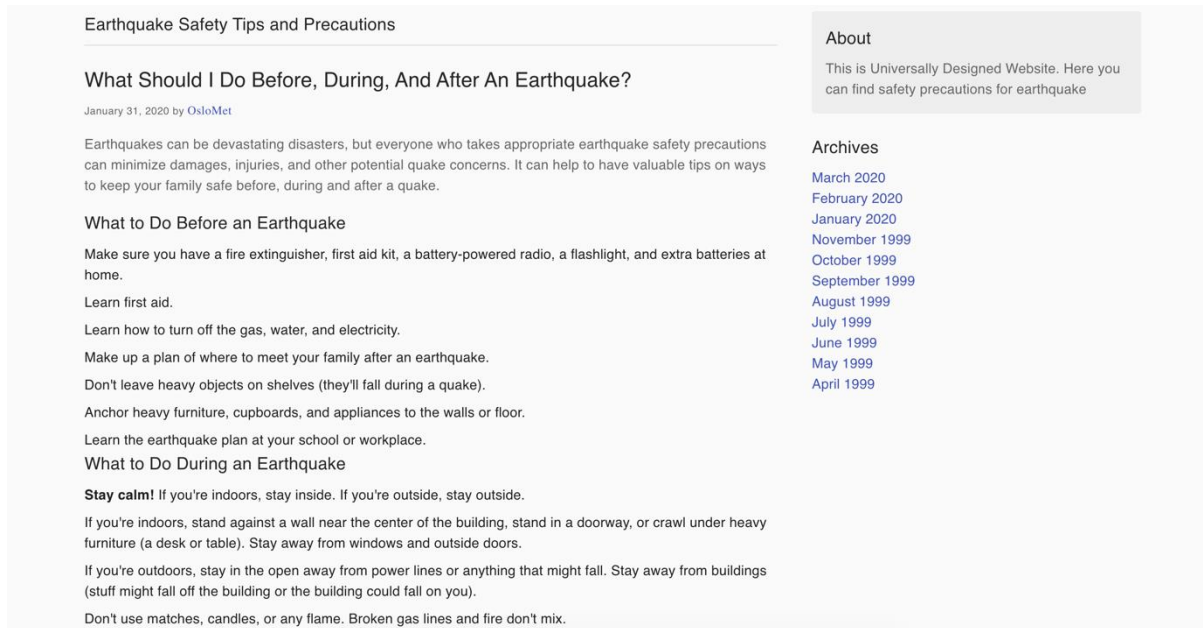 Earthquake Safety Tips and Precautions
What Should I Do Before, During, And After An Earthquake?
January 31, 2020 by OsloMet
Earthquakes can be devastating disasters, but everyone who takes appropriate earthquake safety precautions
can minimize damages, injuries, and other potential quake concerns. It can help to have valuable tips on ways
to keep your family safe before, during and after a quake.
What to Do Before an Earthquake
Make sure you have a fire extinguisher, first aid kit, a battery-powered radio, a flashlight, and extra batteries at
home.
Learn first aid.
Learn how to turn off the gas, water, and electricity.
Make up a plan of where to meet your family after an earthquake.
Don't leave heavy objects on shelves (they'll fall during a quake).
Anchor heavy furniture, cupboards, and appliances to the walls or floor.
Learn the earthquake plan at your school or workplace.
What to Do During an Earthquake
Stay calm! If you're indoors, stay inside. If you're outside, stay outside.
If you're indoors, stand against a wall near the center of the building, stand in a doorway, or crawl under heavy
furniture (a desk or table). Stay away from windows and outside doors.
If you're outdoors, stay in the open away from power lines or anything that might fall. Stay away from buildings
(stuff might fall off the building or the building could fall on you).
Don't use matches, candles, or any flame. Broken gas lines and fire don't mix.
About
This is Universally Designed Website. Here you
can find safety precautions for earthquake
Archives
March 2020
February 2020
January 2020
November 1999
October 1999
September 1999
August 1999
July 1999
June 1999
May 1999
April 1999